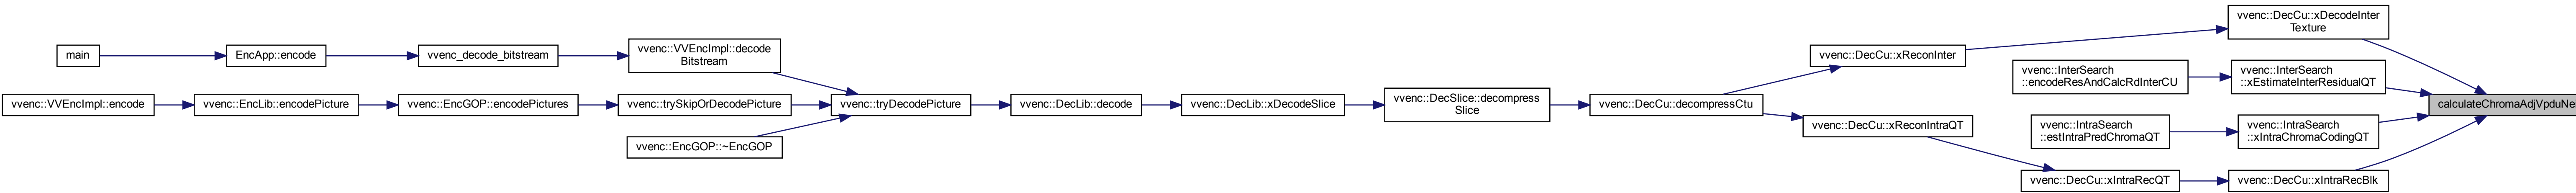 main
EncApp::encode
vvenc_decode_bitstream
vvenc::VVEncImpl::decode
Bitstream
vvenc::VVEncImpl::encode
vvenc::EncLib::encodePicture
vvenc::EncGOP::encodePictures
vvenc::trySkipOrDecodePicture
vvenc::EncGOP::~EncGOP
vvenc::tryDecodePicture
vvenc::DecLib::decode
vvenc::DecLib::xDecodeSlice
vvenc::DecSlice::decompress
Slice
vvenc::DecCu::decompressCtu
vvenc::DecCu::xReconInter
vvenc::DecCu::xReconIntraQT
vvenc::DecCu::xDecodeInter
Texture
vvenc::InterSearch
::encodeResAndCalcRdInterCU
vvenc::InterSearch
::xEstimateInterResidualQT
vvenc::IntraSearch
::estIntraPredChromaQT
vvenc::IntraSearch
::xIntraChromaCodingQT
vvenc::DecCu::xIntraRecQT
vvenc::DecCu::xIntraRecBlk
calculateChromaAdjVpduNei